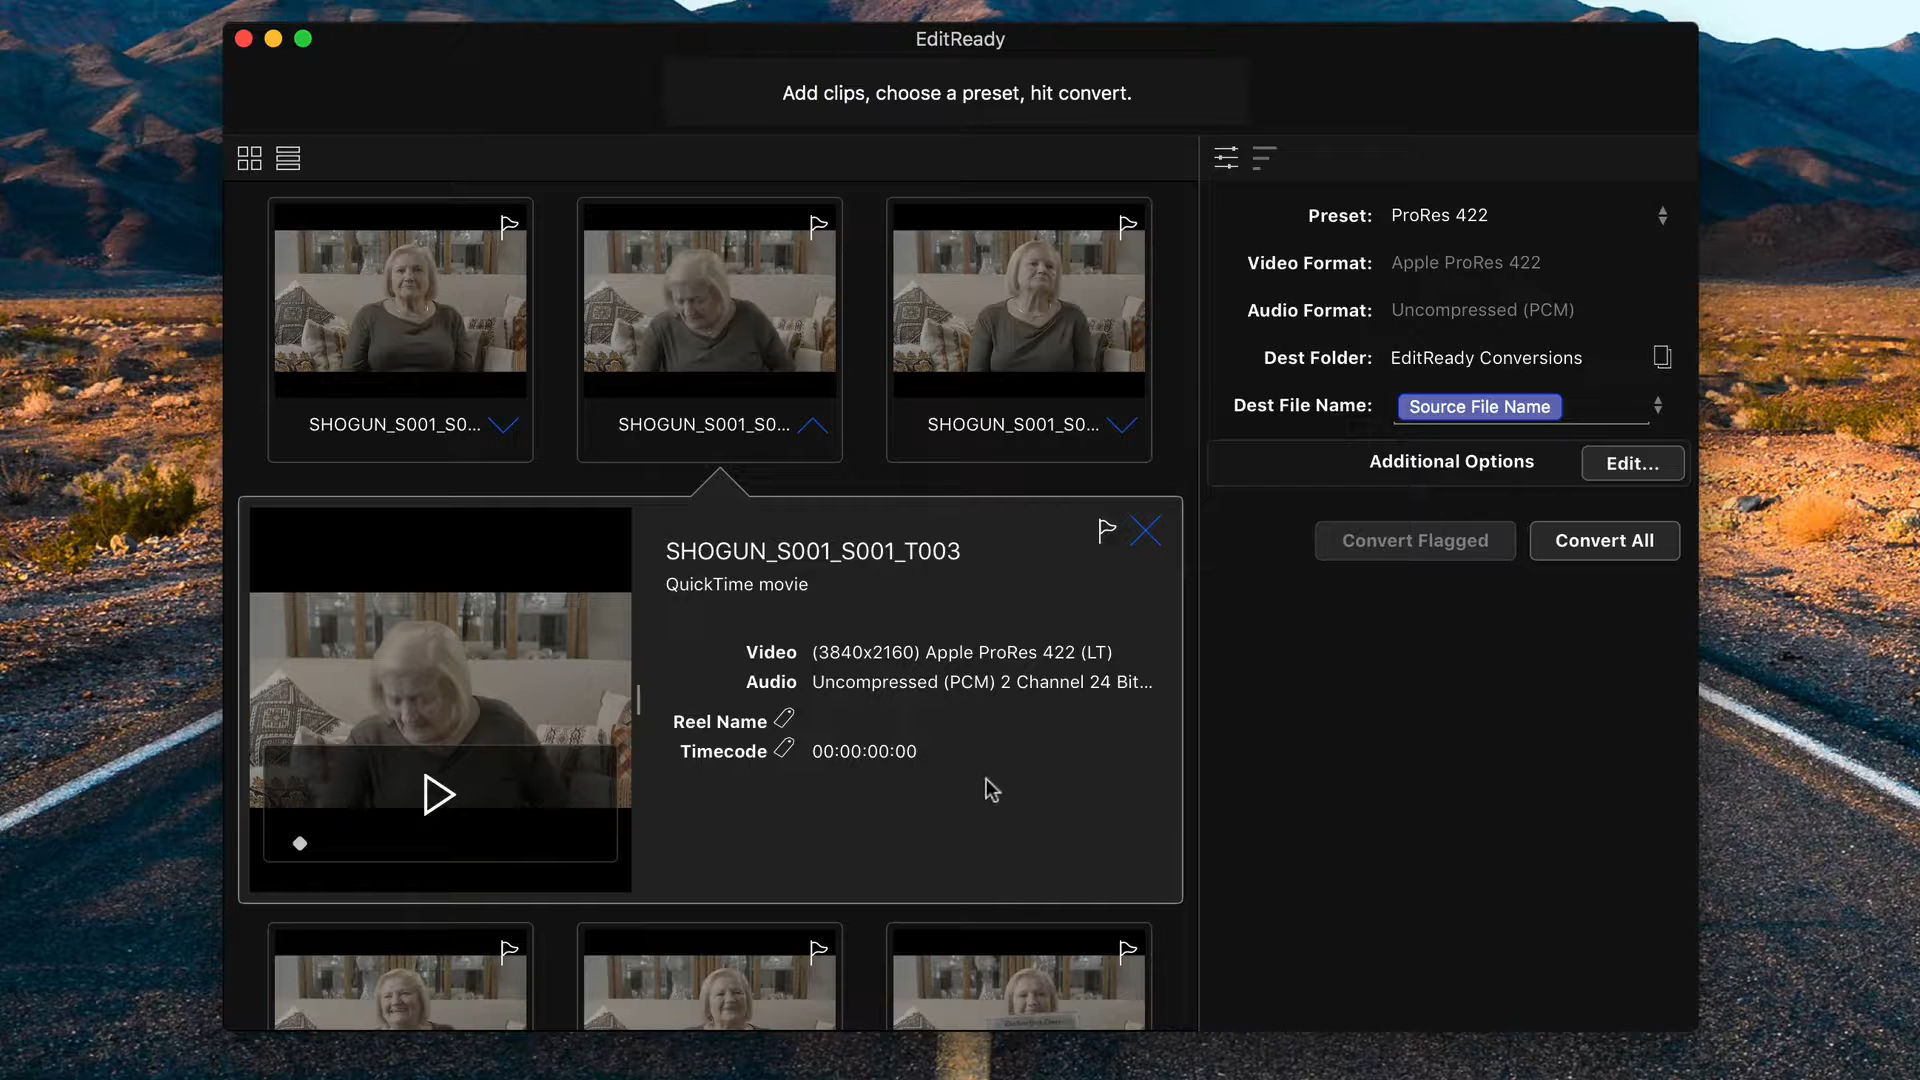 EditReady
Add clips, choose a preset, hit convert.
SHOGUN_S001_S0...
SHOGUN_S001_S0...
SHOGUN_S001_S0...
SHOGUN_S001_S001_T003
QuickTime movie
Video (3840x2160) Apple ProRes 422 (LT)
Audio Uncompressed (PCM) 2 Channel 24 Bit...
Reel Name
Timecode 00:00:00:00
Preset: ProRes 422
Video Format: Apple ProRes 422
Audio Format: Uncompressed (PCM)
Dest Folder: EditReady Conversions
Dest File Name: Source File Name
Additional Options Edit...
Convert Flagged Convert All